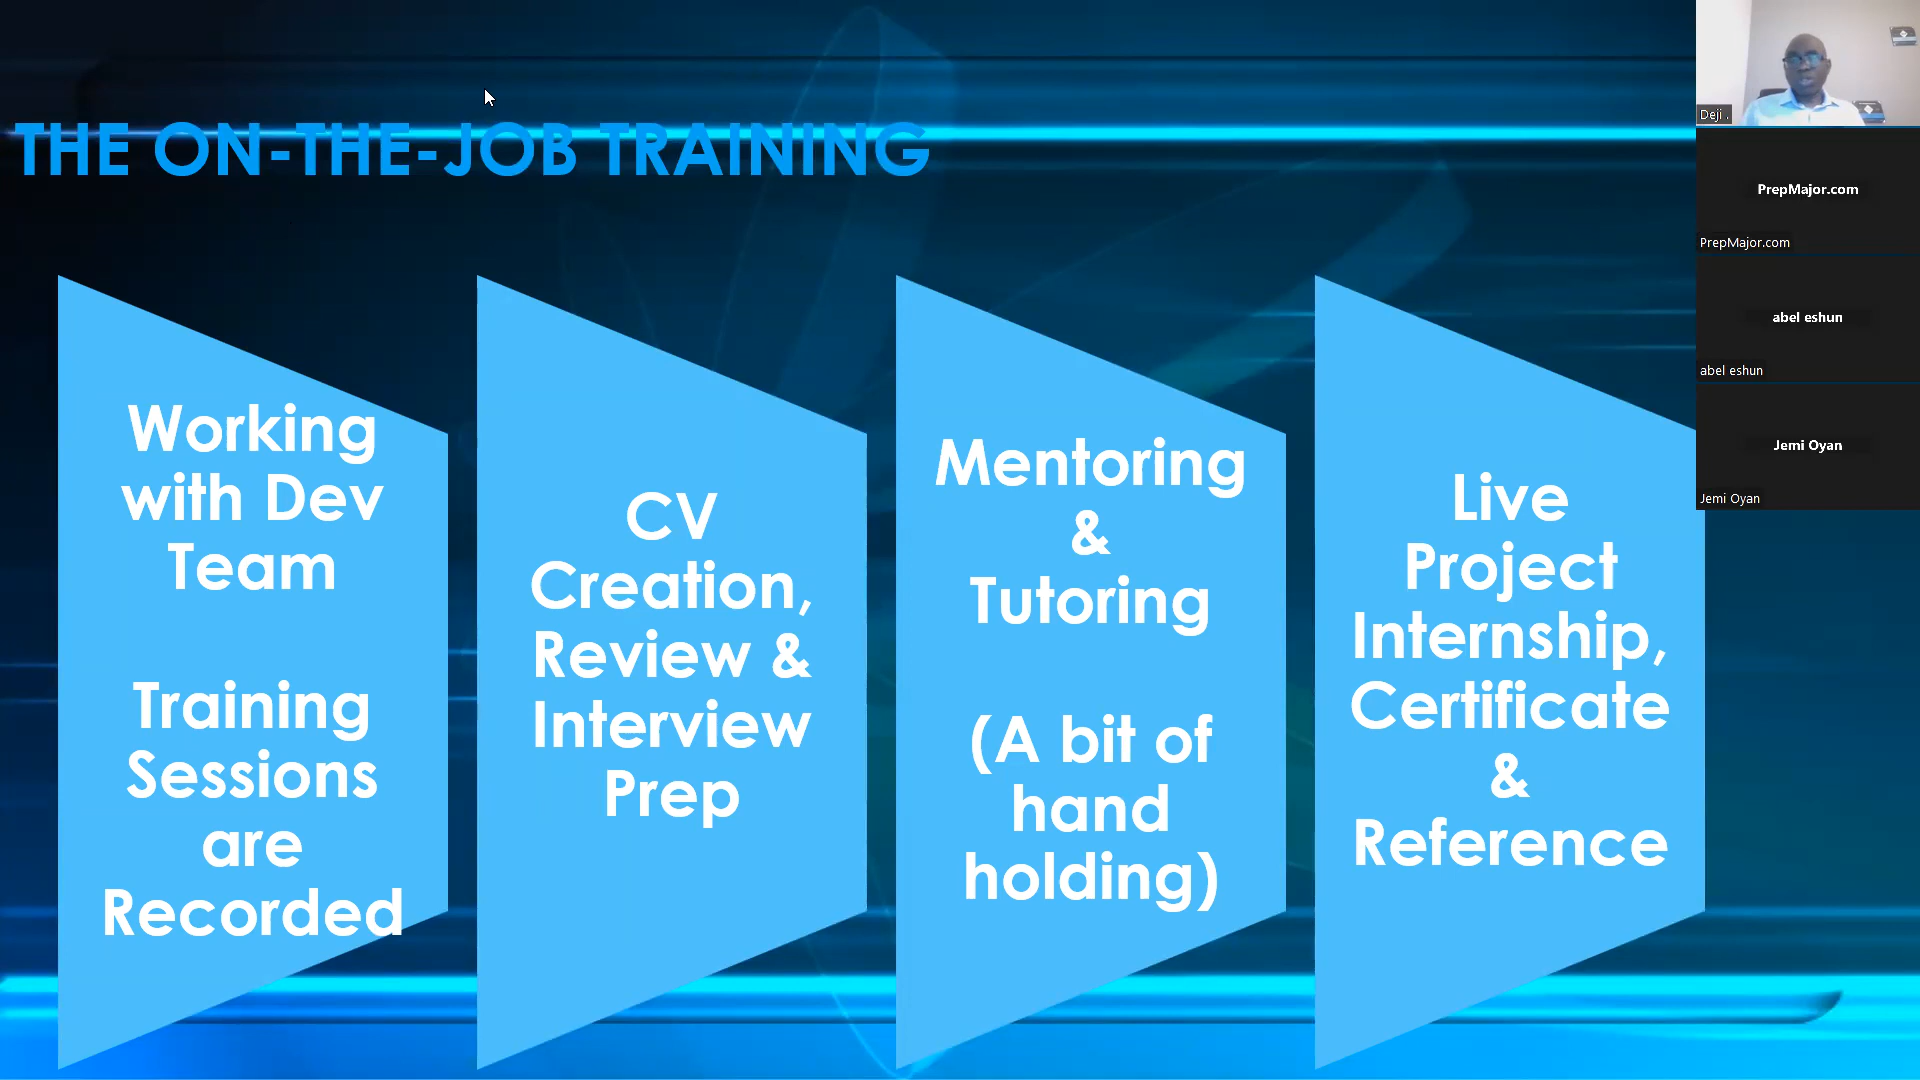 THE ON-THE-JOB TRAINING
Working
with Dev
Team
Training
Sessions
are
Recorded
CV
Creation,
Review &
Interview
Prep
Mentoring
&
Tutoring
(A bit of
hand
holding)
Live
Project
Internship,
Certificate
&
Reference
Deji .
PrepMajor.com
PrepMajor.com
abel eshun
abel eshun
Jemi Oyan
Jemi Oyan